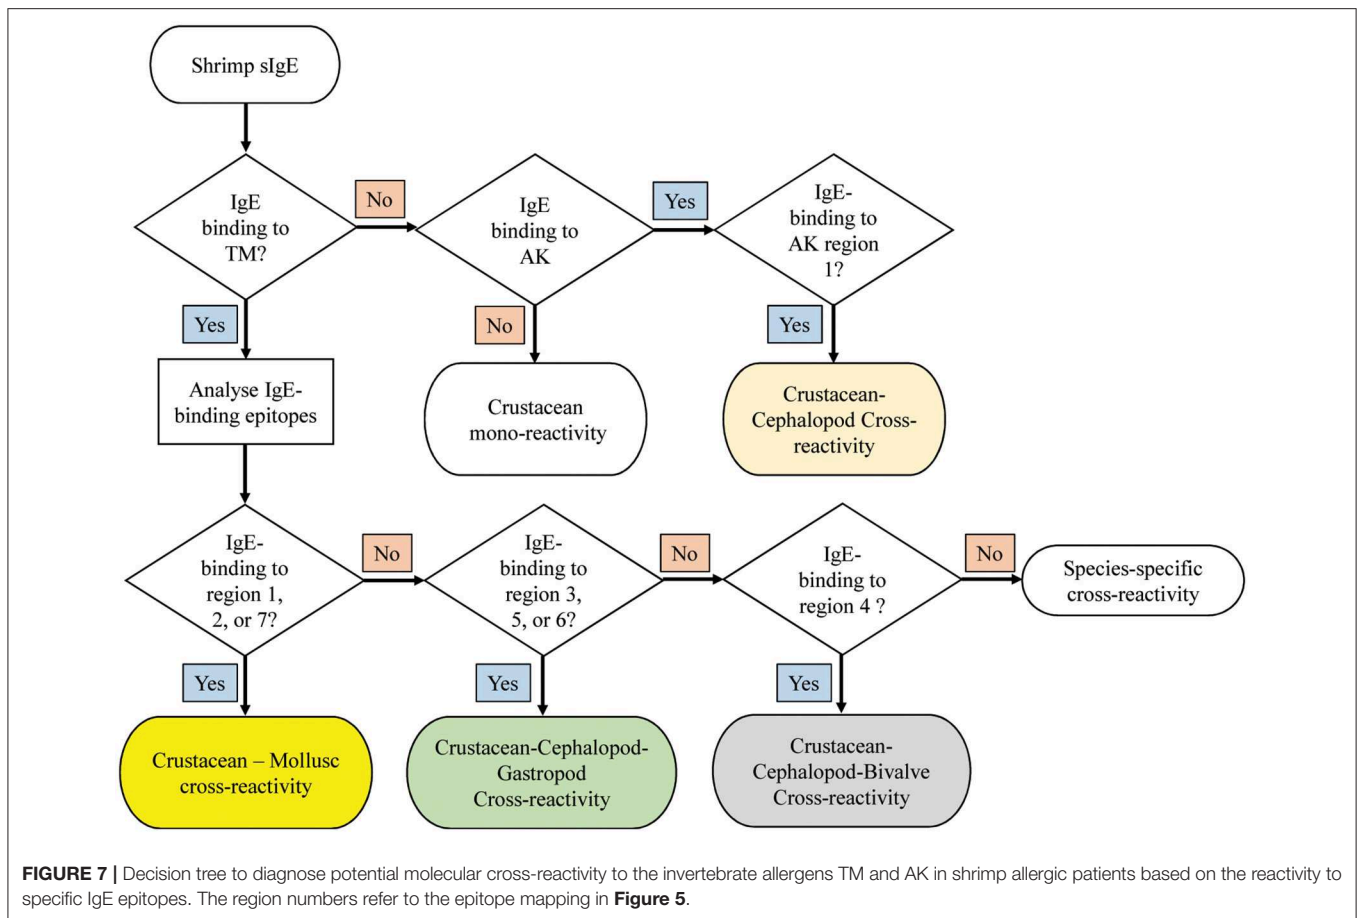 Shrimp sIgE
IgE
binding to
TM?
No
IgE
binding to
AK
Yes
IgE-
binding to
AK region
1?
Yes
No
Yes
Analyse IgE-
binding epitopes
Crustacean
mono-reactivity
Crustacean-
Cephalopod Cross-
reactivity
IgE-
binding to
region 1,
2, or 7?
No
IgE-
binding to
region 3,
5, or 6?
No
IgE-
binding to
region 4 ?
No
Species-specific
cross-reactivity
Yes
Yes
Yes
Crustacean – Mollusc
cross-reactivity
Crustacean-Cephalopod-
Gastropod
Cross-reactivity
Crustacean-
Cephalopod-Bivalve
Cross-reactivity
FIGURE 7 | Decision tree to diagnose potential molecular cross-reactivity to the invertebrate allergens TM and AK in shrimp allergic patients based on the reactivity to
specific IgE epitopes. The region numbers refer to the epitope mapping in Figure 5.